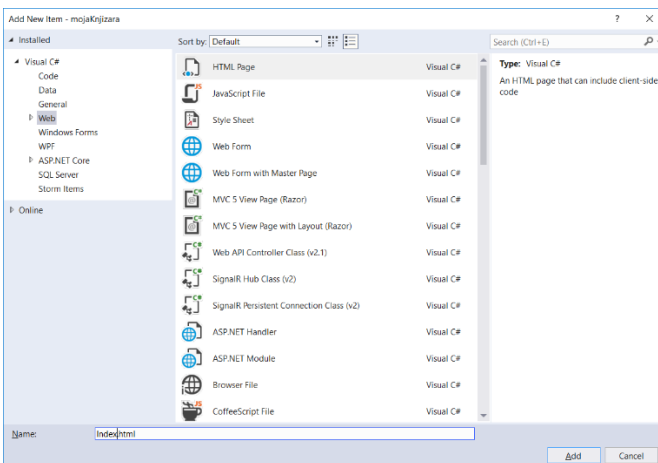 Add New Item - mojaKnjizara ? ×
Installed
Sort by: Default
Search (Ctrl+E)
Visual C#
Code
Data
General
Web
Windows Forms
WPF
ASP.NET Core
SQL Server
Storm Items
Online
HTML Page Visual C#
JavaScript File Visual C#
Style Sheet Visual C#
Web Form Visual C#
Web Form with Master Page Visual C#
MVC 5 View Page (Razor) Visual C#
MVC 5 View Page with Layout (Razor) Visual C#
Web API Controller Class (v2.1) Visual C#
SignalR Hub Class (v2) Visual C#
SignalR Persistent Connection Class (v2) Visual C#
ASP.NET Handler Visual C#
ASP.NET Module Visual C#
Browser File Visual C#
CoffeeScript File Visual C#
Type: Visual C#
An HTML page that can include client-side
code
Name: Index.html
Add Cancel